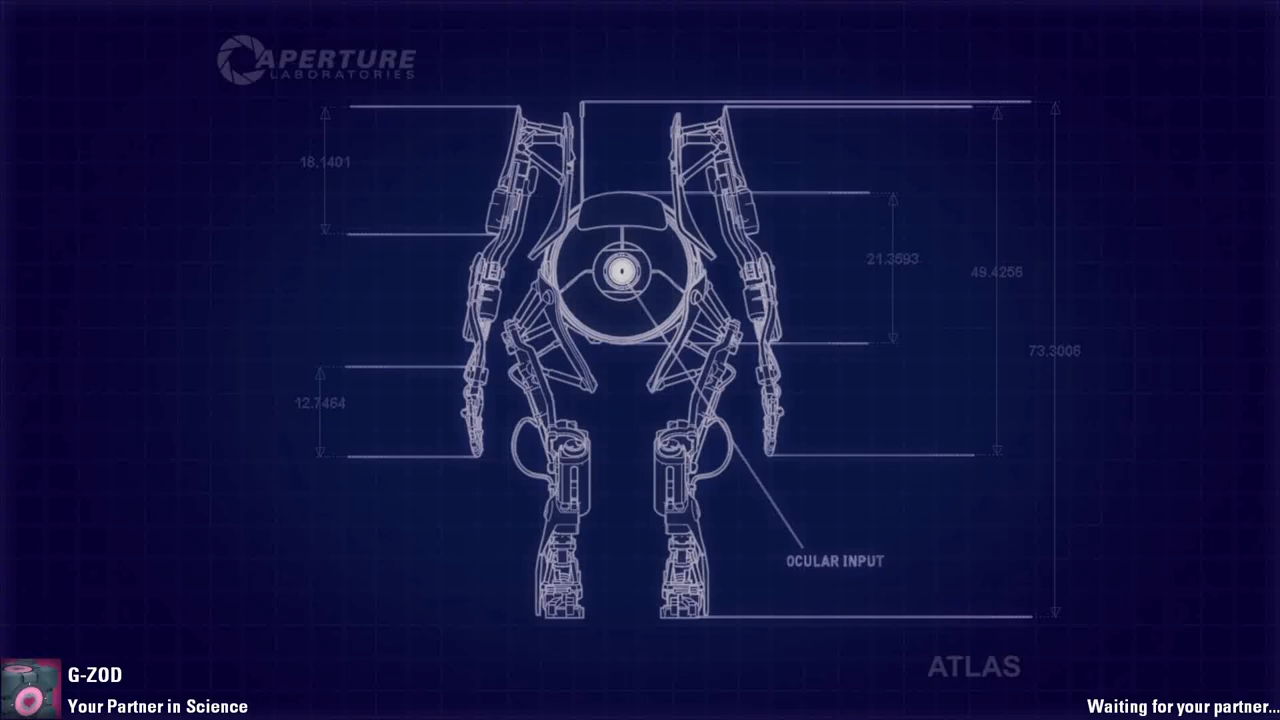 APERTURE
LABORATORIES
18.1401
21.3593
49.4256
73.3006
12.7464
OCULAR INPUT
ATLAS
G-ZOD
Your Partner in Science
Waiting for your partner...